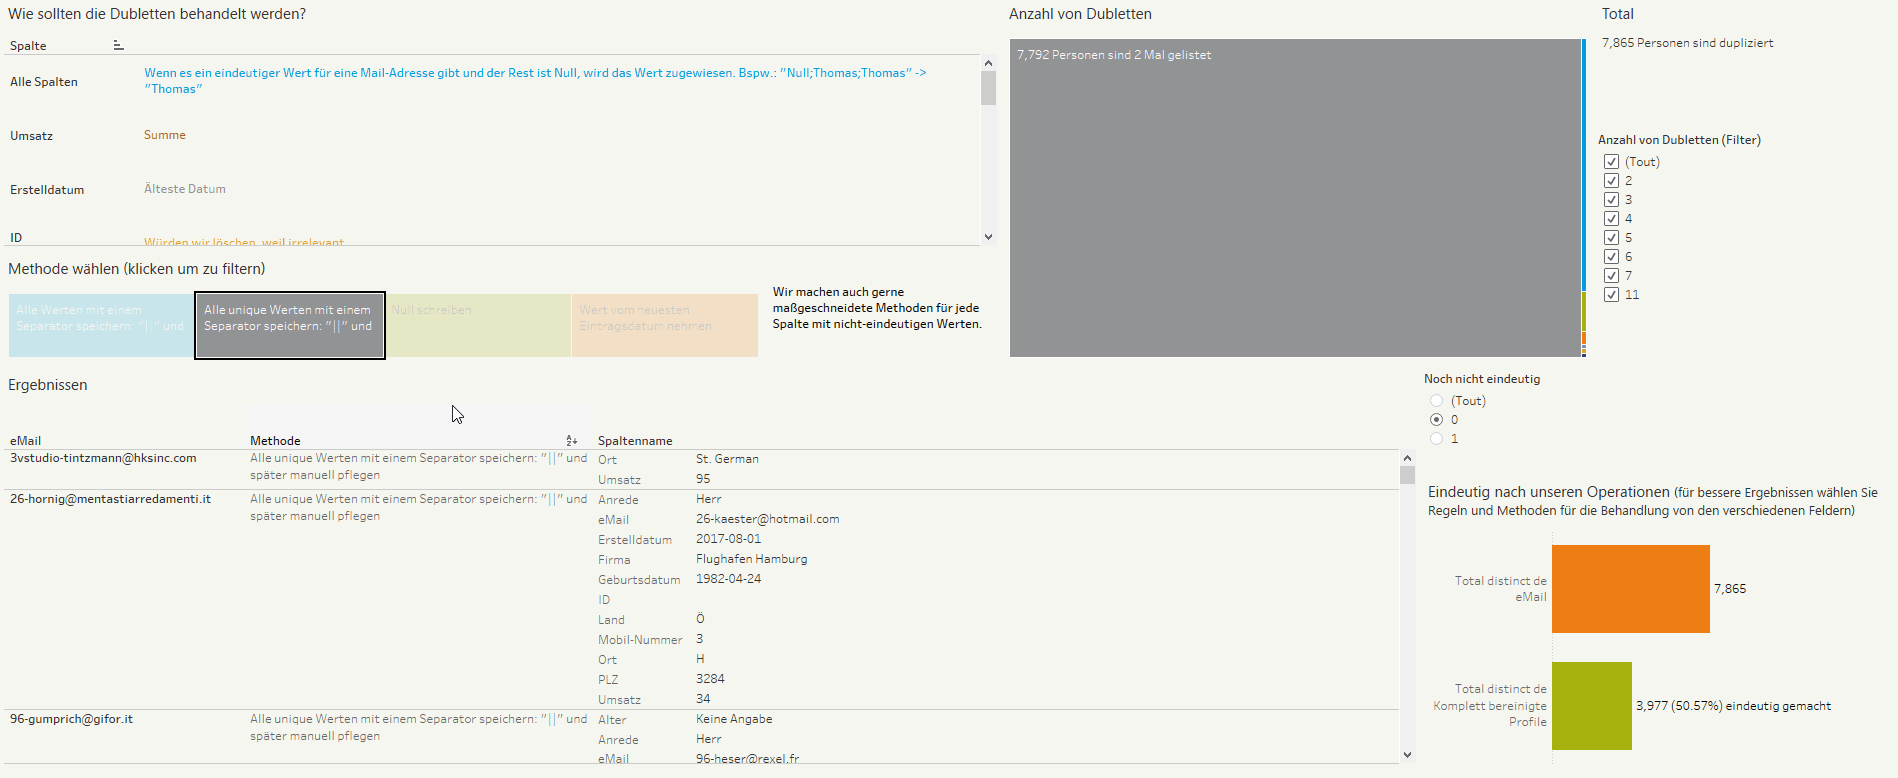 Wie sollten die Dubletten behandelt werden?
Spalte
Alle Spalten
Wenn es ein eindeutiger Wert für eine Mail-Adresse gibt und der Rest ist Null, wird das Wert zugewiesen. Bspw.: "Null;Thomas;Thomas" ->
"Thomas"
Umsatz
Summe
Erstelldatum
Älteste Datum
ID
Würden wir löschen, weil irrelevant
Methode wählen (klicken um zu filtern)
Alle Werten mit einem
Separator speichern: "||" und
Alle unique Werten mit einem
Separator speichern: "||" und
Null schreiben
Wert vom neuesten
Eintragsdatum nehmen
Wir machen auch gerne
maßgeschneidete Methoden für jede
Spalte mit nicht-eindeutigen Werten.
Anzahl von Dubletten
7,792 Personen sind 2 Mal gelistet
Total
7,865 Personen sind dupliziert
Anzahl von Dubletten (Filter)
(Tout)
2
3
4
5
6
7
11
Ergebnissen
eMail
Methode
Spaltenname
3vstudio-tintzmann@hksinc.com
Alle unique Werten mit einem Separator speichern: "||" und
später manuell pflegen
Ort St. German
Umsatz 95
26-hornig@mentastiarredamenti.it
Alle unique Werten mit einem Separator speichern: "||" und
später manuell pflegen
Anrede Herr
eMail 26-kaester@hotmail.com
Erstelldatum 2017-08-01
Firma Flughafen Hamburg
Geburtsdatum 1982-04-24
ID
Land Ö
Mobil-Nummer 3
Ort H
PLZ 3284
Umsatz 34
96-gumprich@gifor.it
Alle unique Werten mit einem Separator speichern: "||" und
später manuell pflegen
Alter Keine Angabe
Anrede Herr
eMail 96-heser@rexel.fr
Noch nicht eindeutig
(Tout)
0
1
Eindeutig nach unseren Operationen (für bessere Ergebnissen wählen Sie
Regeln und Methoden für die Behandlung von den verschiedenen Feldern)
Total distinct de
eMail
7,865
Total distinct de
Komplett bereinigte
Profile
3,977 (50.57%) eindeutig gemacht